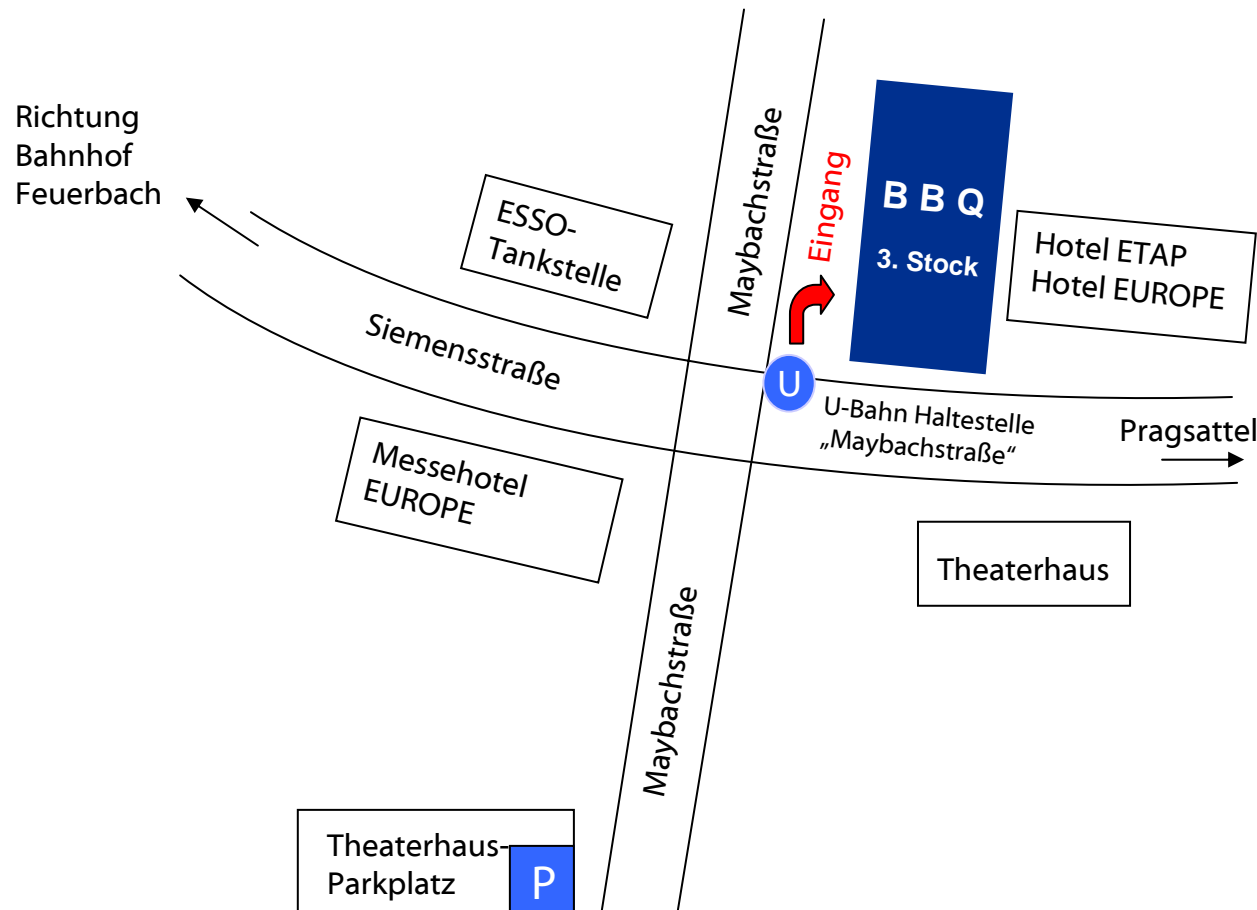 Richtung
Bahnhof
Feuerbach
ESSO-
Tankstelle
Maybachstraße
Eingang
B B Q
3. Stock
Hotel ETAP
Hotel EUROPE
Siemensstraße
U
U-Bahn Haltestelle
„Maybachstraße“
Pragsattel
Messehotel
EUROPE
Theaterhaus
Maybachstraße
Theaterhaus-
Parkplatz
P